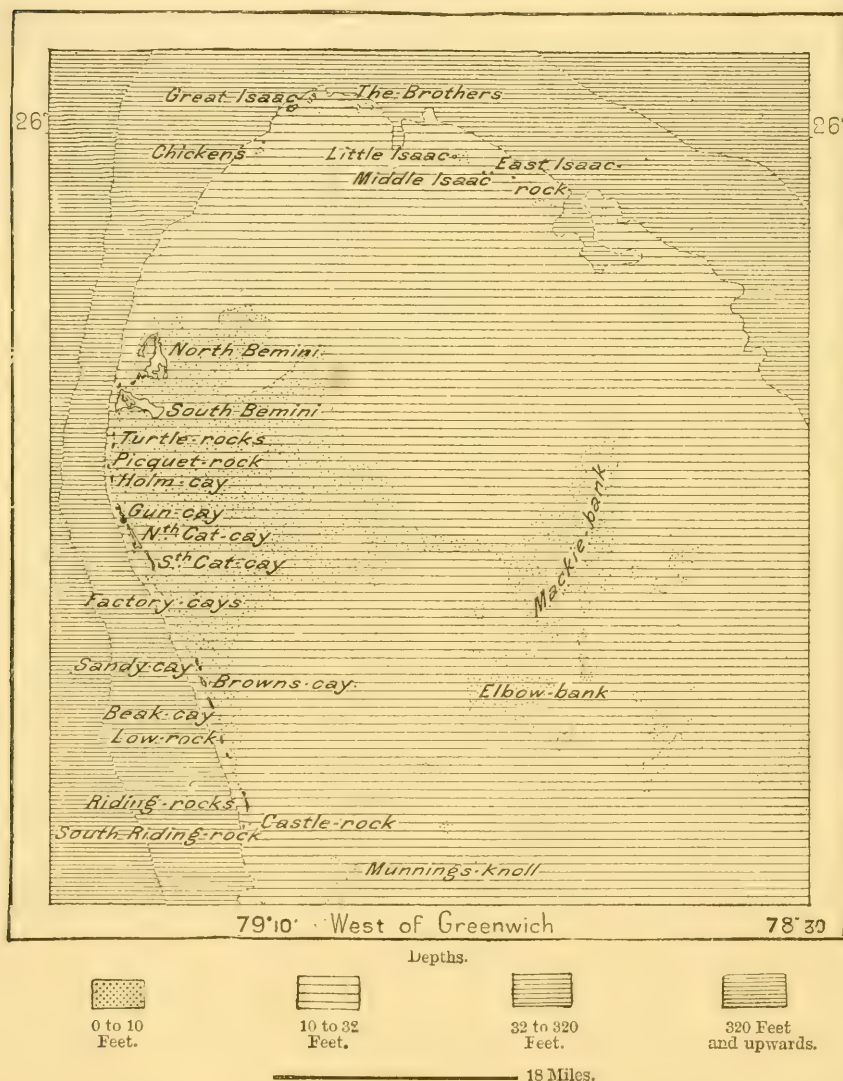 Great Isaac
The Brothers
26°
26°
Chickens
Little Isaac
East Isaac
Middle Isaac
rock
North Bemini
South Bemini
Turtle-rocks
Picquet-rock
Holm-cay
Gun-cay
Nth Cat-cay
Sth Cat-cay
Mackie-bank
Factory-cays
Sandy-cay
Browns-cay
Elbow-bank
Beak-cay
Low-rock
Riding-rocks
Castle-rock
South-Riding-rock
Munnings-knoll
79°10' West of Greenwich 78°30
Depths.
0 to 10 Feet.
10 to 32 Feet.
32 to 320 Feet.
320 Feet and upwards.
18 Miles.